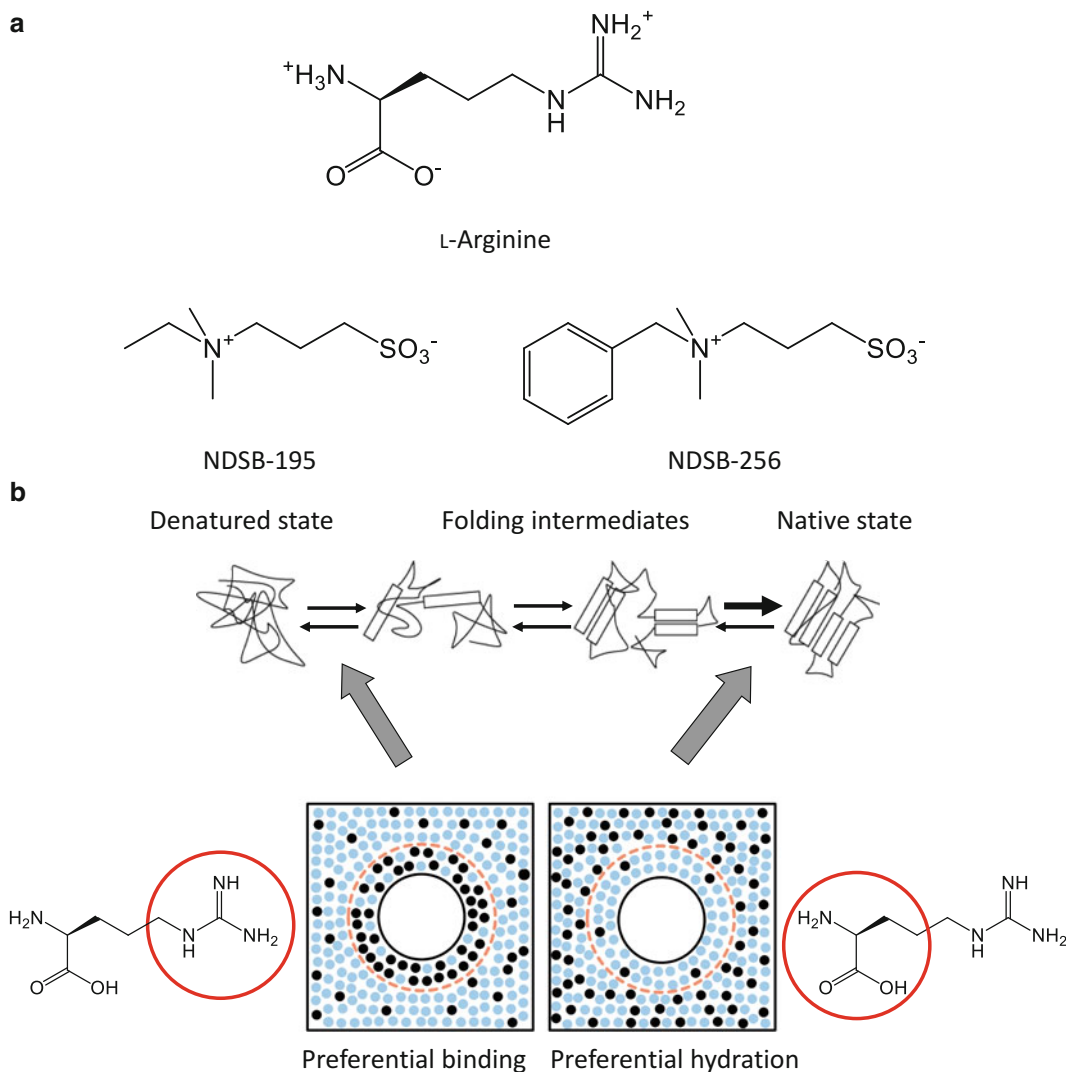 a
NH2+
+H3N
N
H
NH2
O
O-
L-Arginine
N+
SO3-
N+
SO3-
NDSB-195
NDSB-256
b
Denatured state
Folding intermediates
Native state
NH
H2N
N
H
NH2
O
OH
NH
H2N
N
H
NH2
O
OH
Preferential binding
Preferential hydration